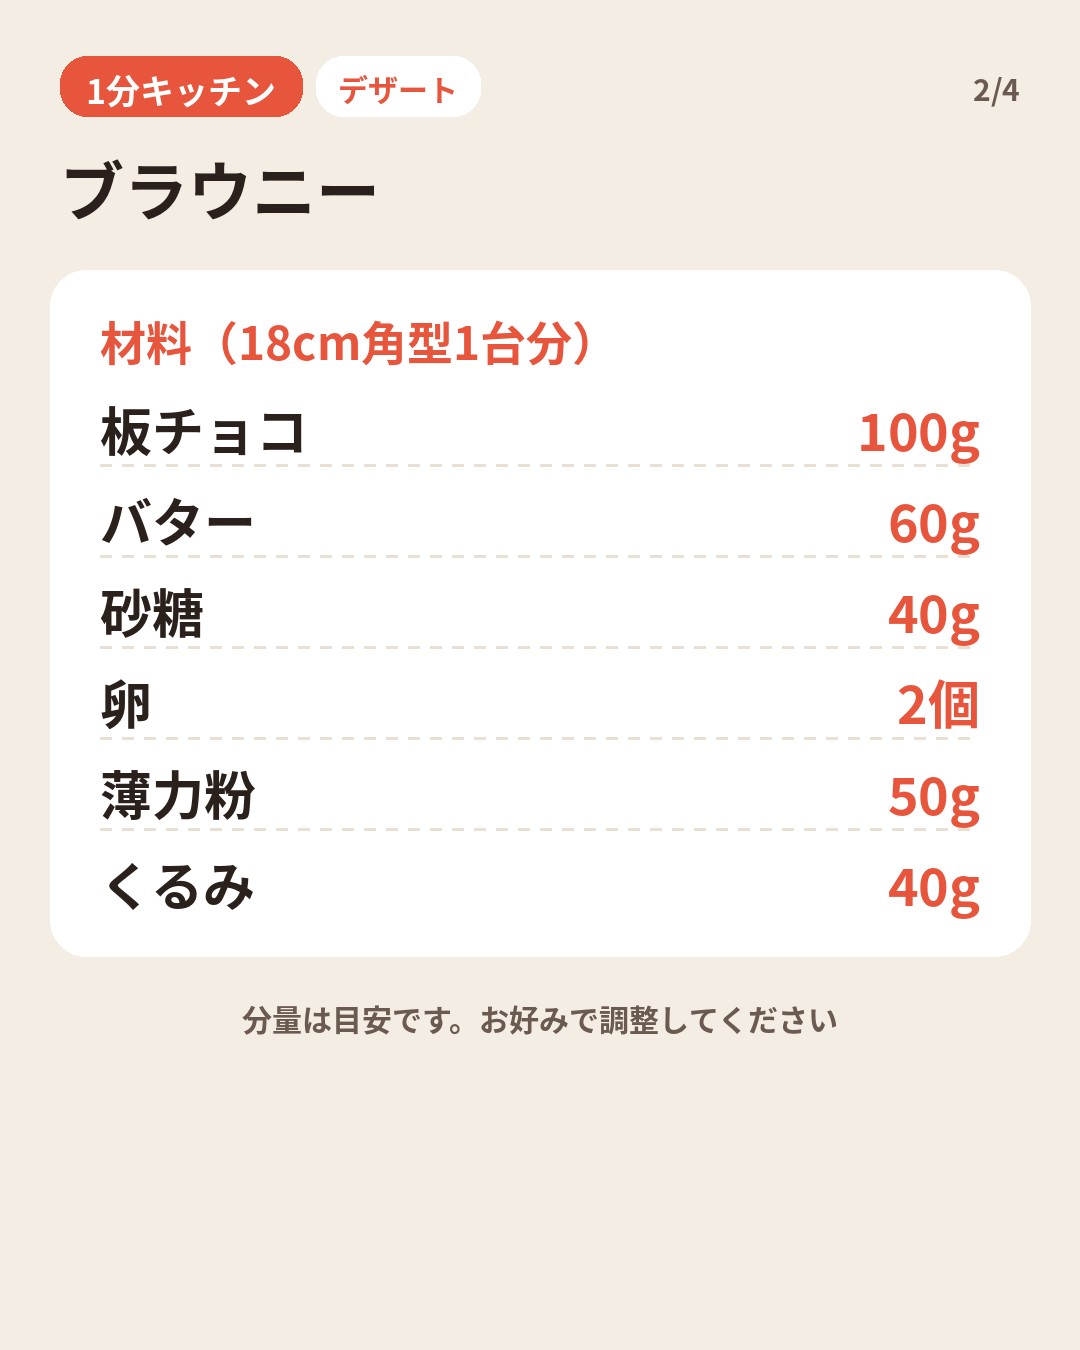 1分キッチン デザート 2/4
ブラウニー
材料（18cm角型1台分）
板チョコ 100g
バター 60g
砂糖 40g
卵 2個
薄力粉 50g
くるみ 40g
分量は目安です。お好みで調整してください